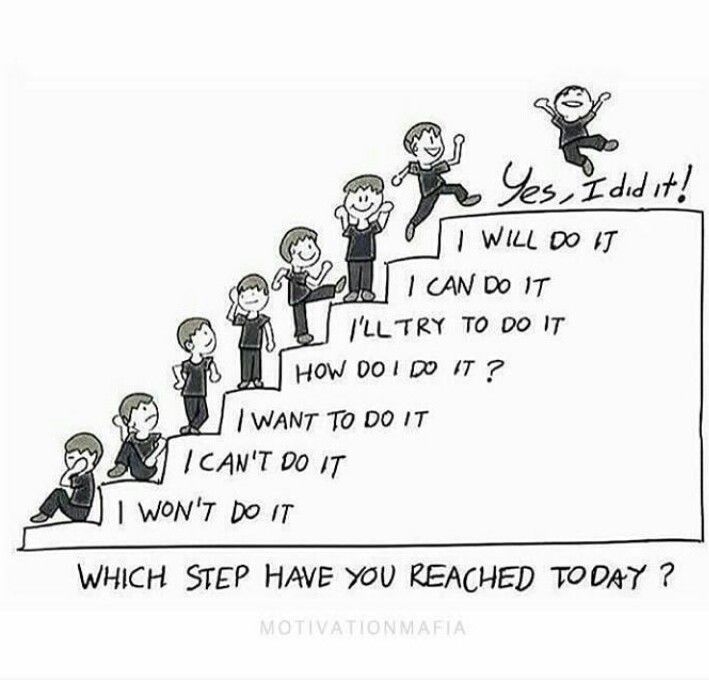 Yes, I did it!
I WILL DO IT
I CAN DO IT
I'LL TRY TO DO IT
HOW DO I DO IT ?
I WANT TO DO IT
I CAN'T DO IT
I WON'T DO IT
WHICH STEP HAVE YOU REACHED TODAY ?
MOTIVATIONMAFIA